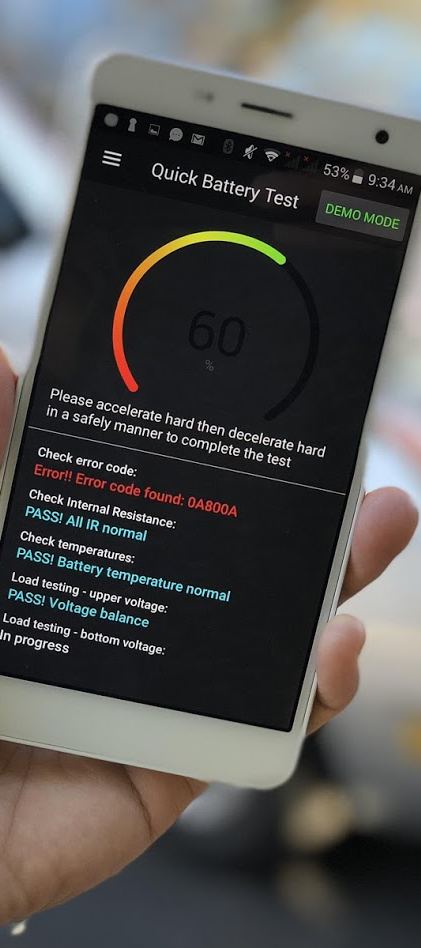 53% 9:34 AM
Quick Battery Test
DEMO MODE
60
%
Please accelerate hard then decelerate hard
in a safely manner to complete the test
Check error code:
Error!! Error code found: 0A800A
Check Internal Resistance:
PASS! All IR normal
Check temperatures:
PASS! Battery temperature normal
Load testing - upper voltage:
PASS! Voltage balance
Load testing - bottom voltage:
In progress